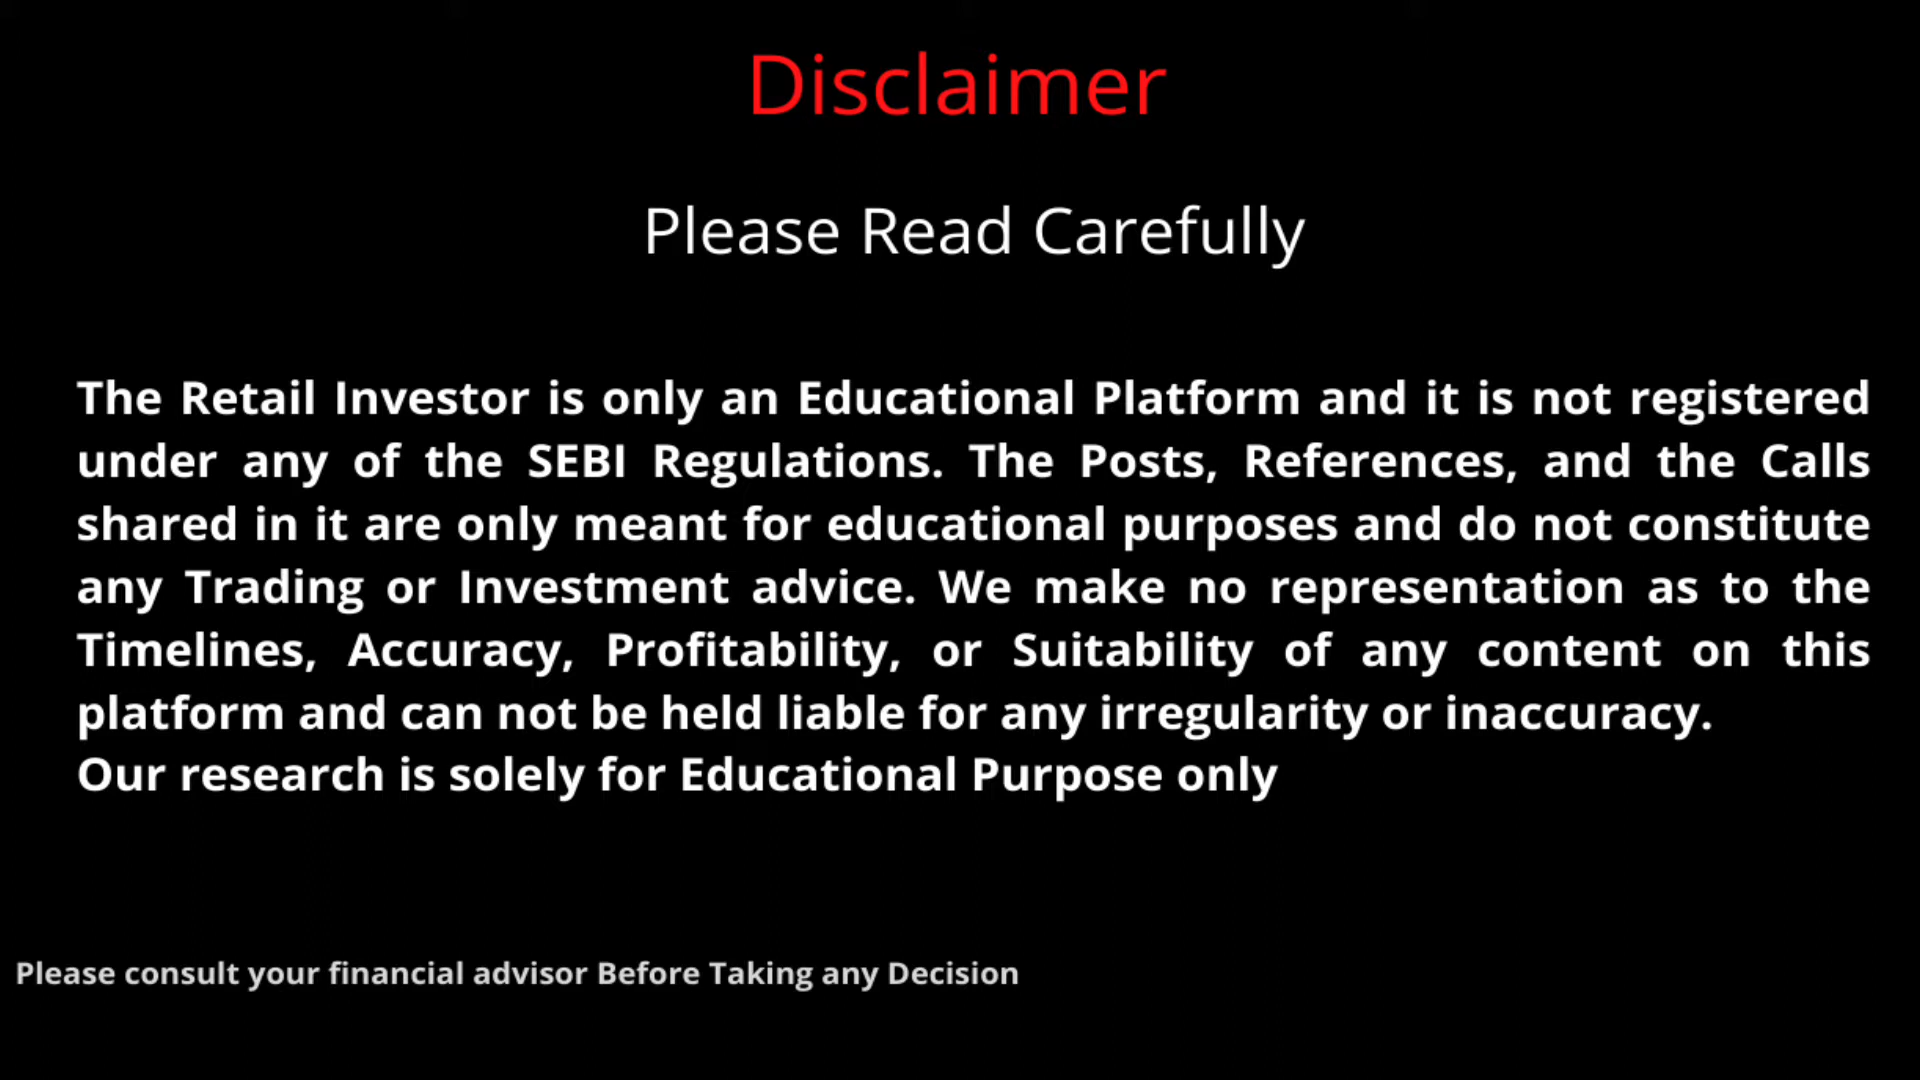 Disclaimer
Please Read Carefully
The Retail Investor is only an Educational Platform and it is not registered
under any of the SEBI Regulations. The Posts, References, and the Calls
shared in it are only meant for educational purposes and do not constitute
any Trading or Investment advice. We make no representation as to the
Timelines, Accuracy, Profitability, or Suitability of any content on this
platform and can not be held liable for any irregularity or inaccuracy.
Our research is solely for Educational Purpose only
Please consult your financial advisor Before Taking any Decision